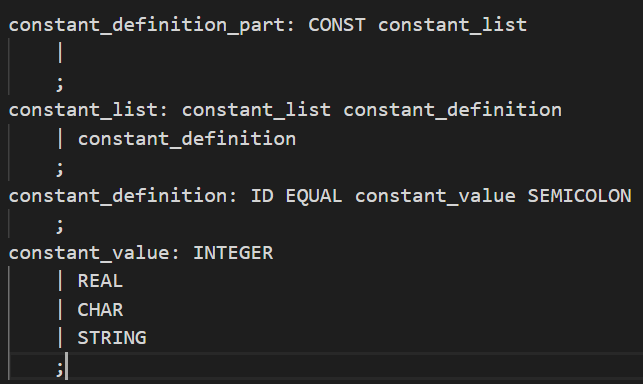 constant_definition_part: CONST constant_list
    |
    ;
constant_list: constant_list constant_definition
    | constant_definition
    ;
constant_definition: ID EQUAL constant_value SEMICOLON
    ;
constant_value: INTEGER
    | REAL
    | CHAR
    | STRING
    ;